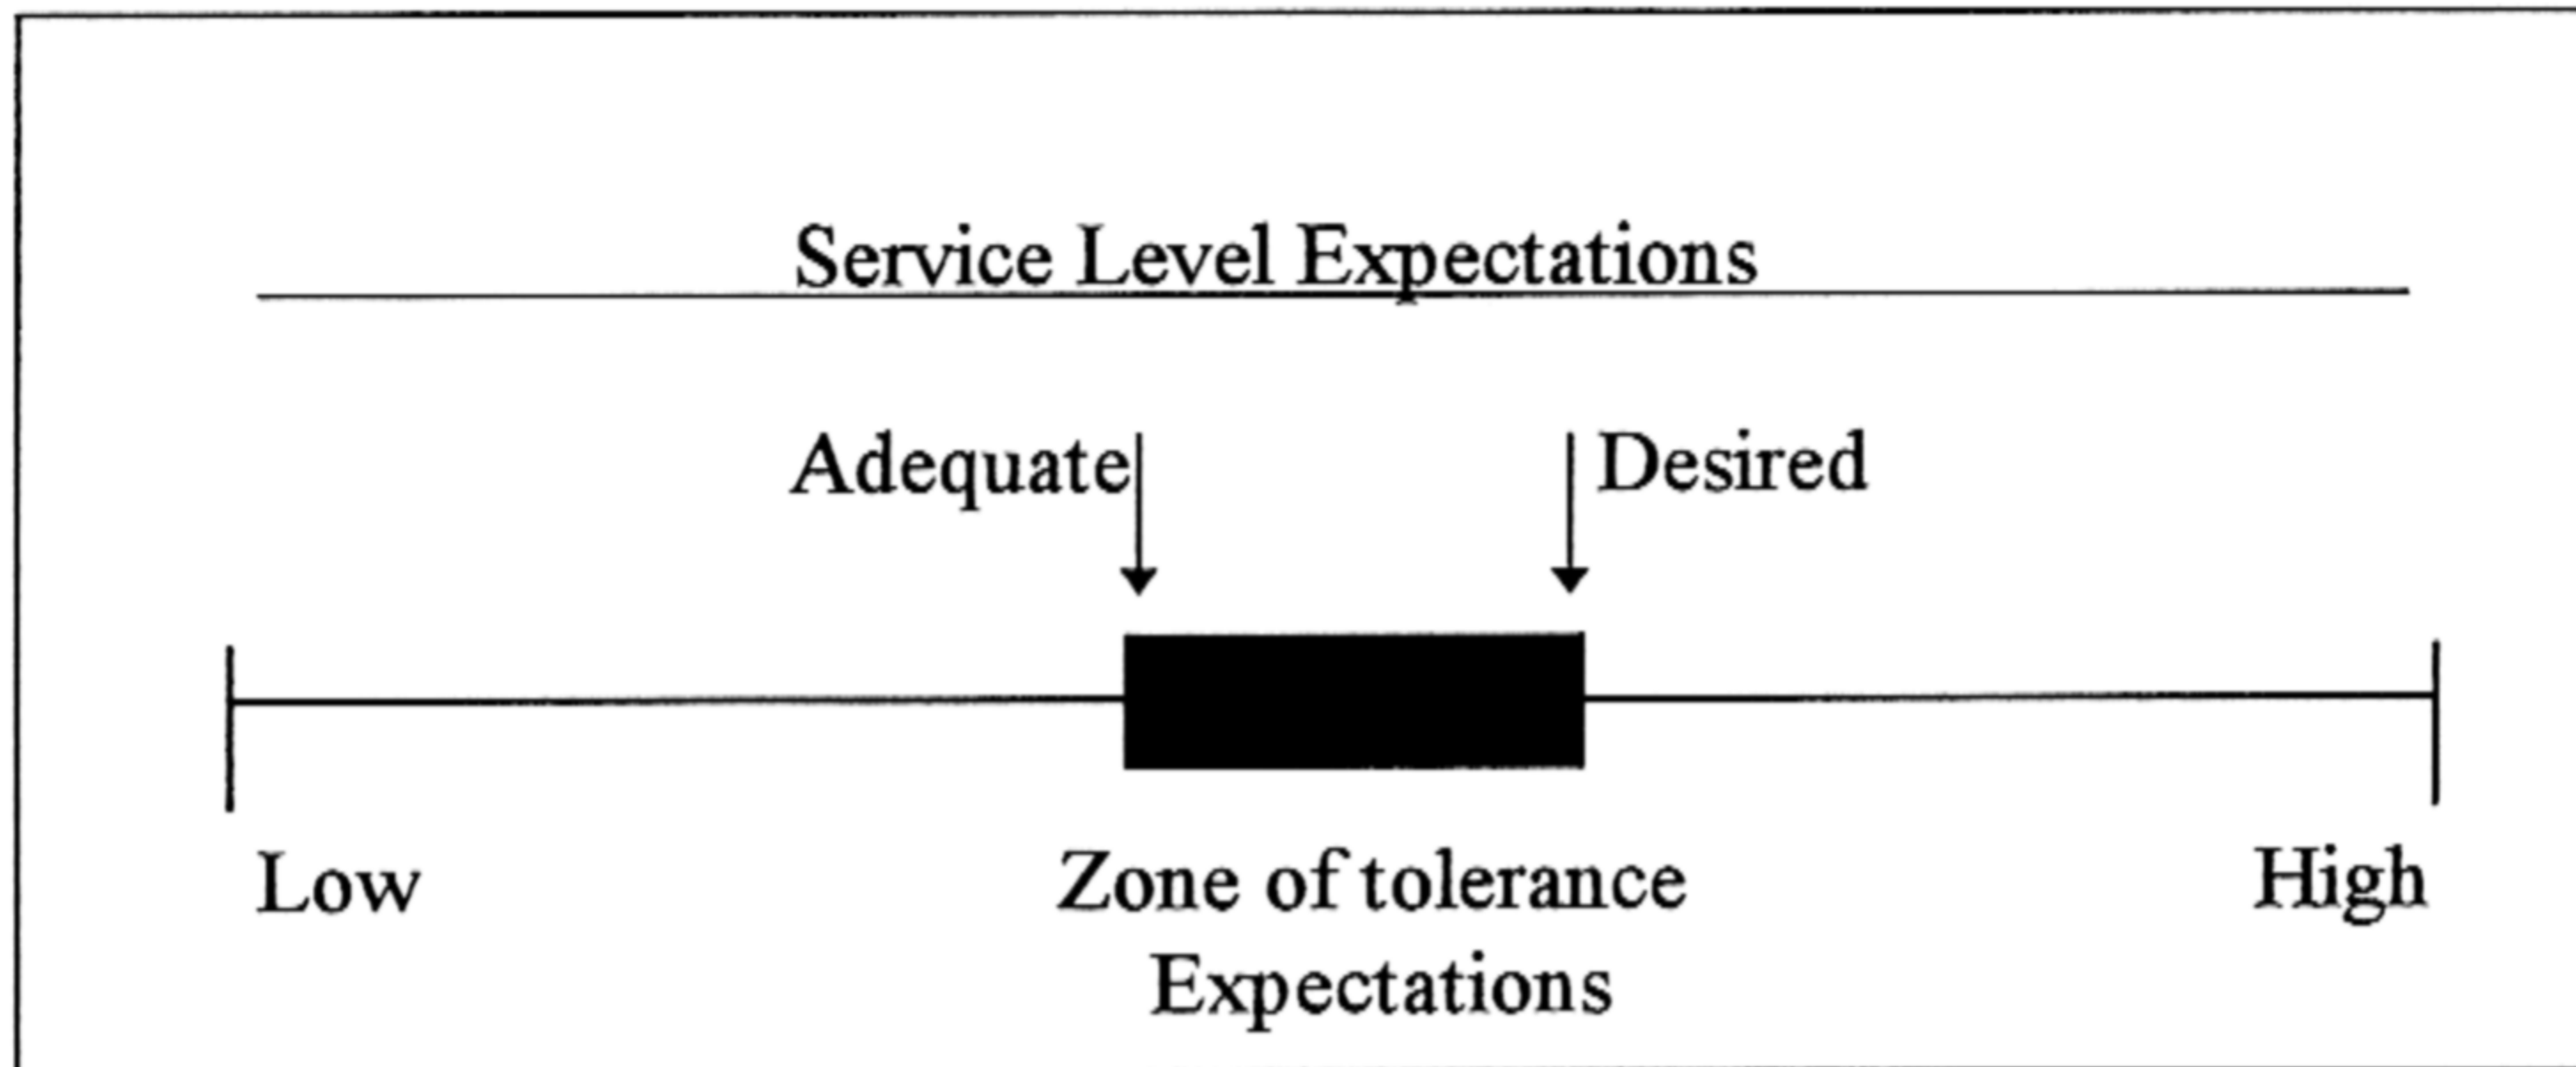 Service Level Expectations
Adequate Desired
Low Zone of tolerance High
Expectations